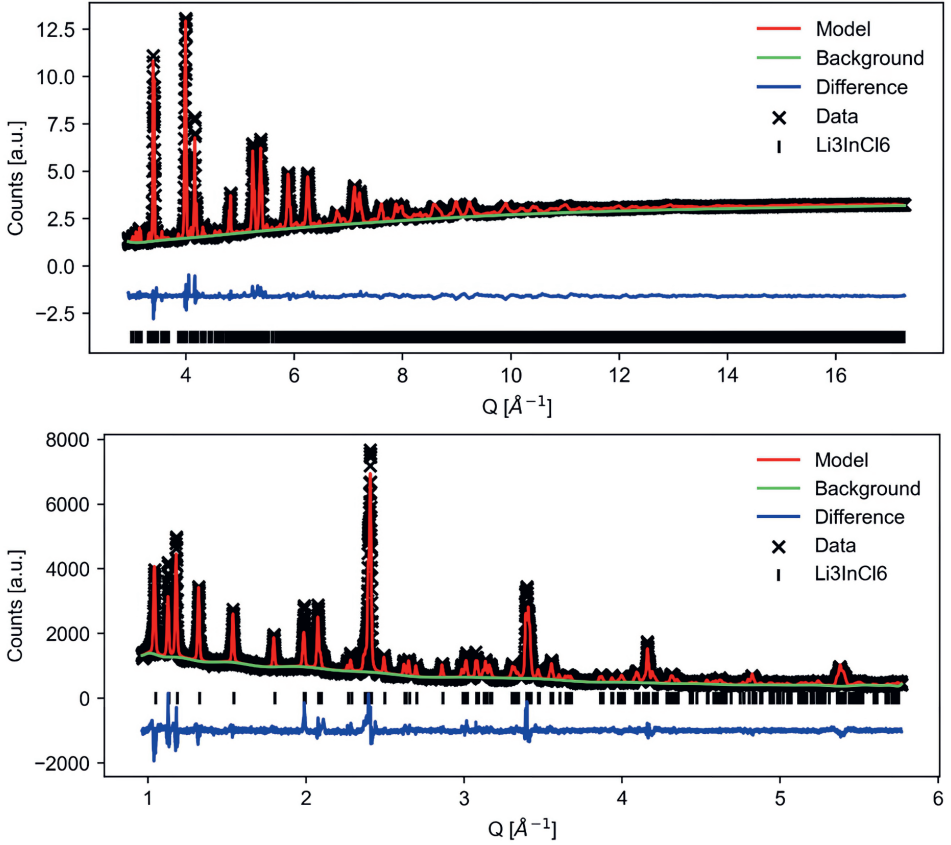 12.5
10.0
7.5
5.0
2.5
0.0
−2.5
Counts [a.u.]
Model
Background
Difference
Data
Li3InCl6
4 6 8 10 12 14 16
Q [Å⁻¹]
8000
6000
4000
2000
0
−2000
Counts [a.u.]
Model
Background
Difference
Data
Li3InCl6
1 2 3 4 5 6
Q [Å⁻¹]